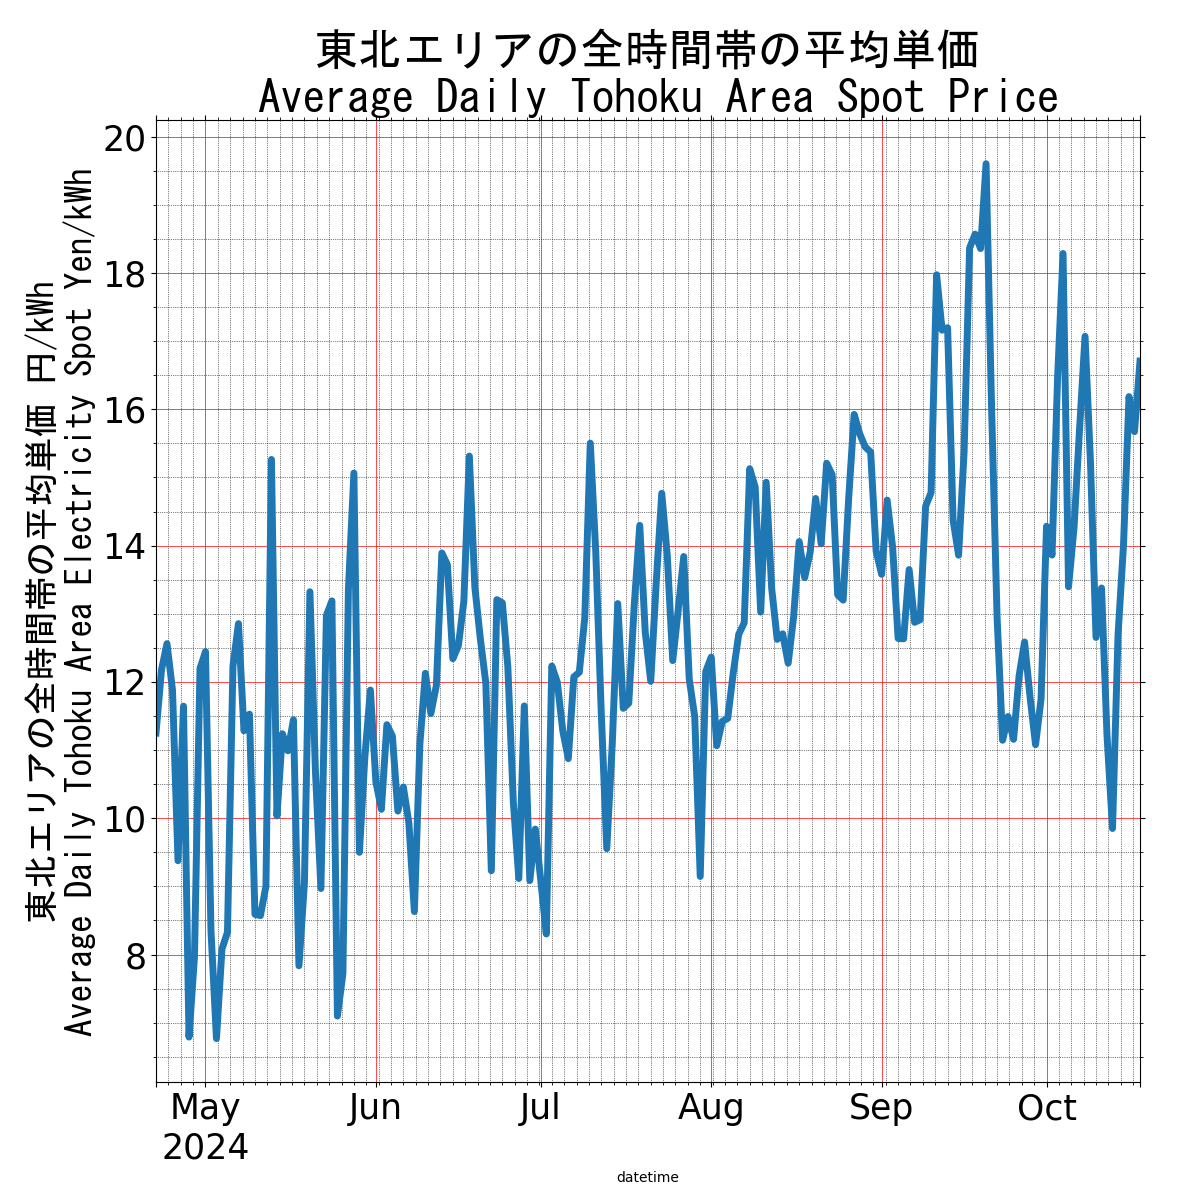 東北エリアの全時間帯の平均単価
Average Daily Tohoku Area Spot Price
東北エリアの全時間帯の平均単価 円/kWh
Average Daily Tohoku Area Electricity Spot Yen/kWh
20
18
16
14
12
10
8
May
2024
Jun
Jul
Aug
Sep
Oct
datetime